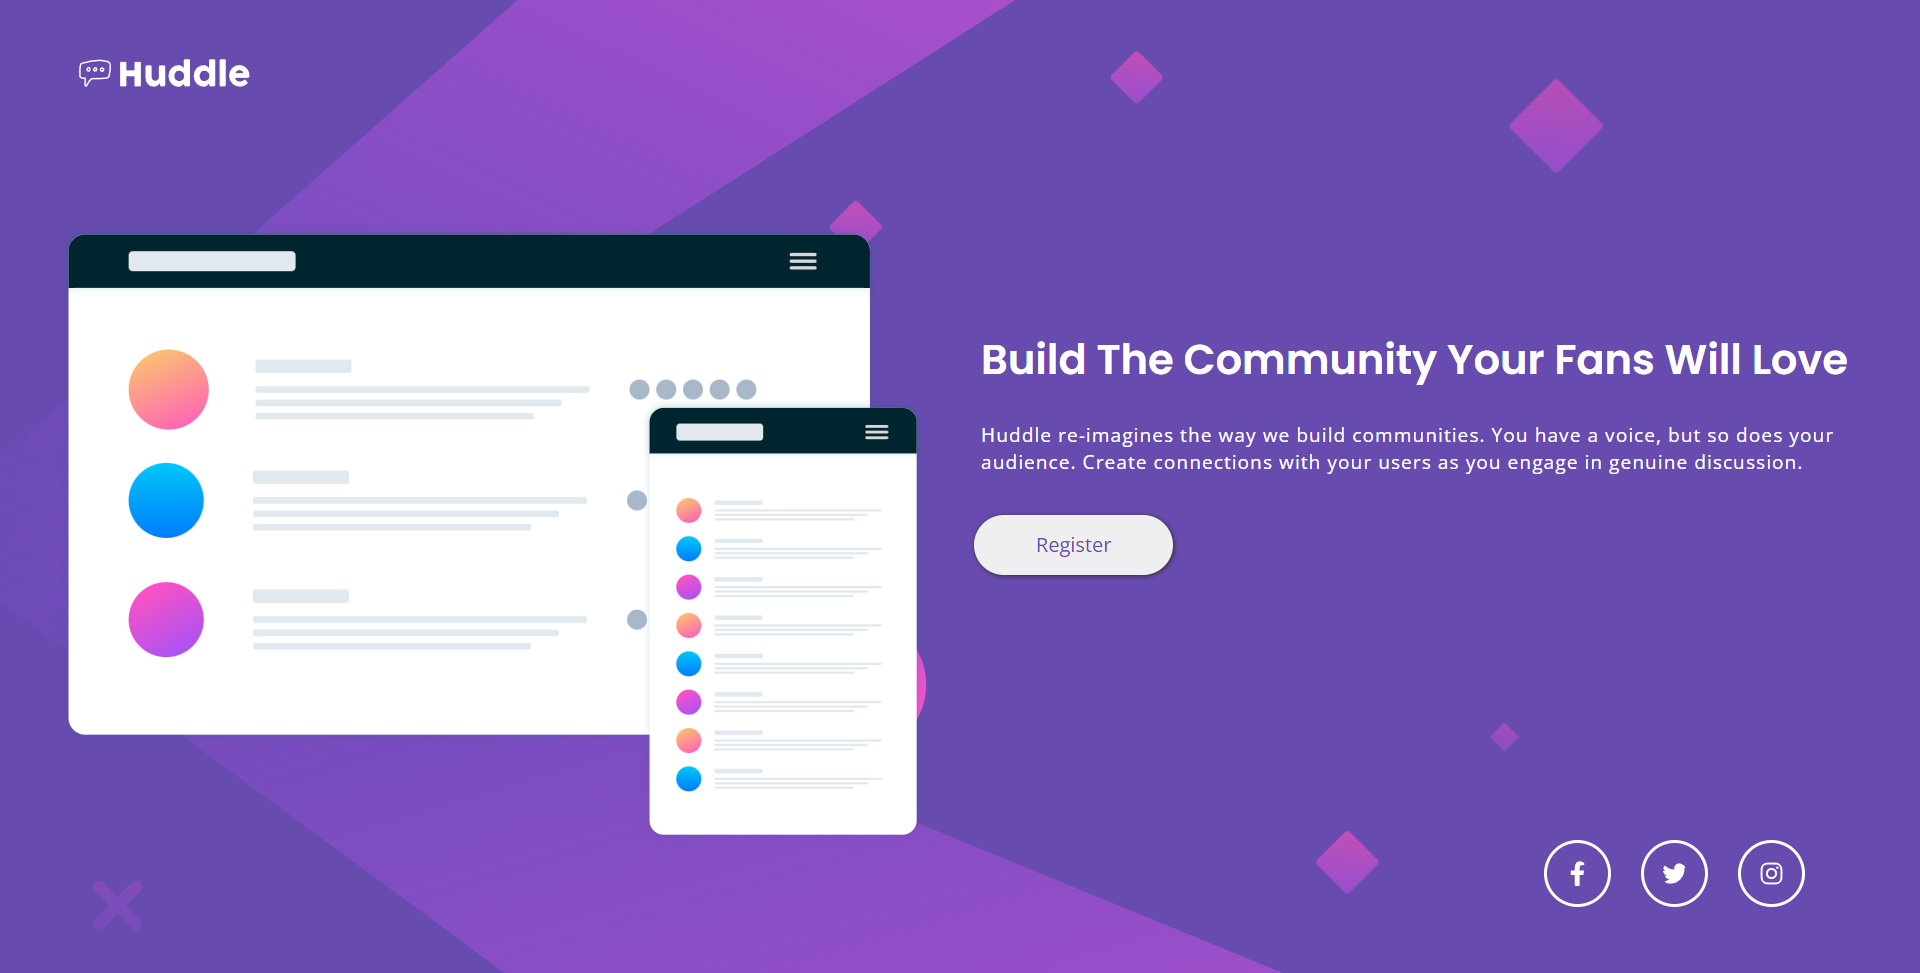 Huddle
Build The Community Your Fans Will Love
Huddle re-imagines the way we build communities. You have a voice, but so does your
audience. Create connections with your users as you engage in genuine discussion.
Register